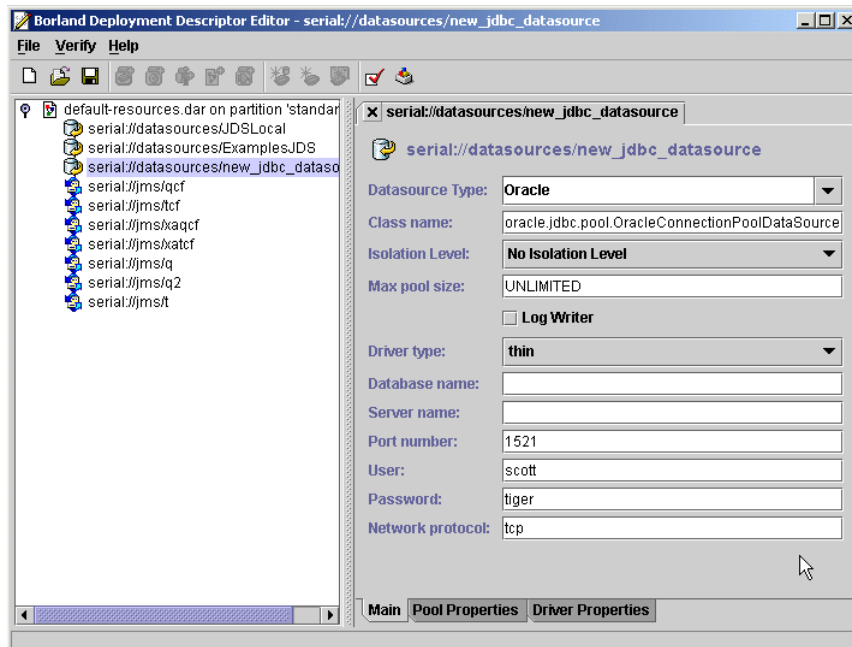 Borland Deployment Descriptor Editor - serial://datasources/new_jdbc_datasource
File Verify Help
default-resources.dar on partition 'standar
serial://datasources/JDSLocal
serial://datasources/ExamplesJDS
serial://datasources/new_jdbc_dataso
serial://jms/qcf
serial://jms/tcf
serial://jms/xaqcf
serial://jms/xatcf
serial://jms/q
serial://jms/q2
serial://jms/t
serial://datasources/new_jdbc_datasource
serial://datasources/new_jdbc_datasource
Datasource Type: Oracle
Class name: oracle.jdbc.pool.OracleConnectionPoolDataSource
Isolation Level: No Isolation Level
Max pool size: UNLIMITED
Log Writer
Driver type: thin
Database name:
Server name:
Port number: 1521
User: scott
Password: tiger
Network protocol: tcp
Main Pool Properties Driver Properties